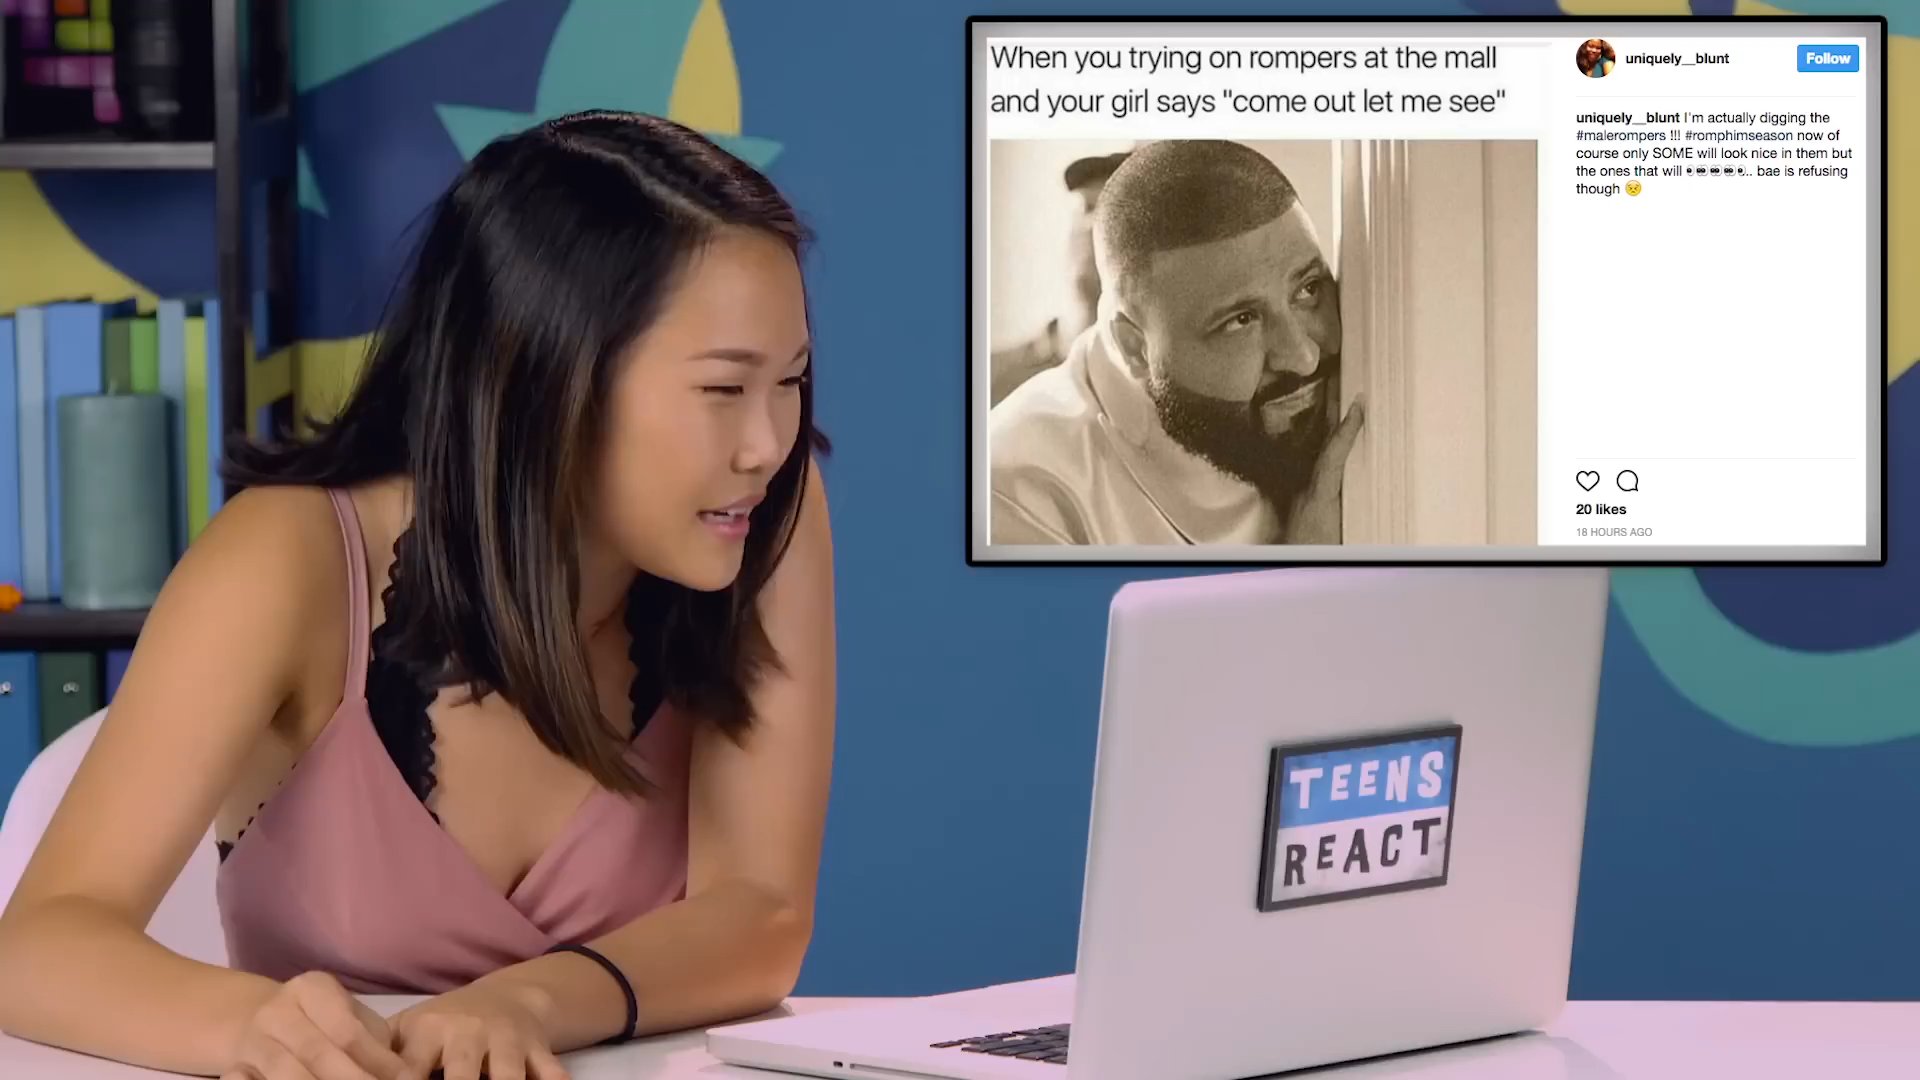 When you trying on rompers at the mall
and your girl says "come out let me see"
uniquely__blunt
Follow
uniquely__blunt I'm actually digging the
#malerompers !!! #romphimseason now of
course only SOME will look nice in them but
the ones that will 👀👀👀👀.. bae is refusing
though 😒
20 likes
18 HOURS AGO
TEENS
REACT